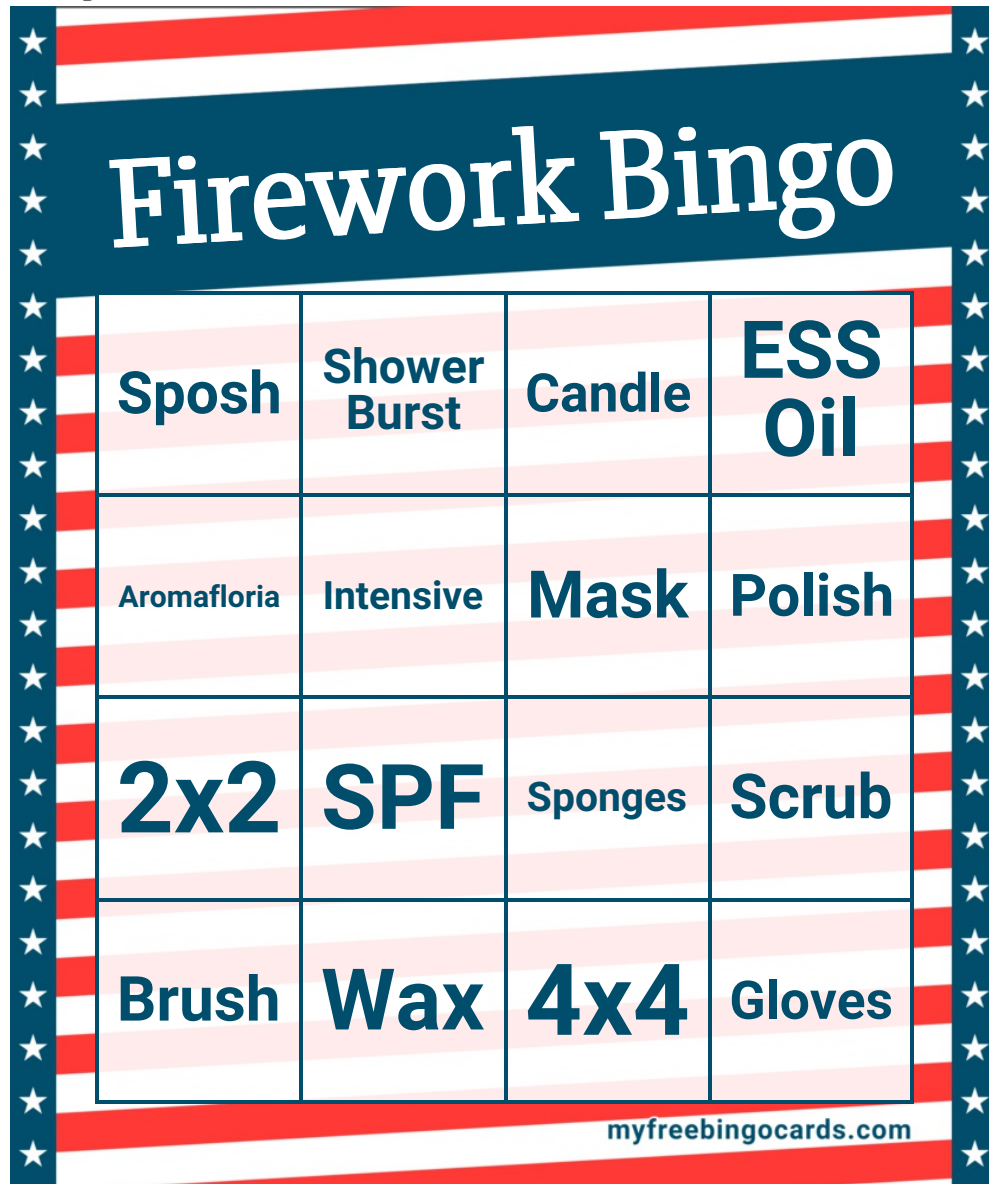 Firework Bingo
Sposh
Shower
Burst
Candle
ESS
Oil
Aromafloria
Intensive
Mask
Polish
2x2
SPF
Sponges
Scrub
Brush
Wax
4x4
Gloves
myfreebingocards.com